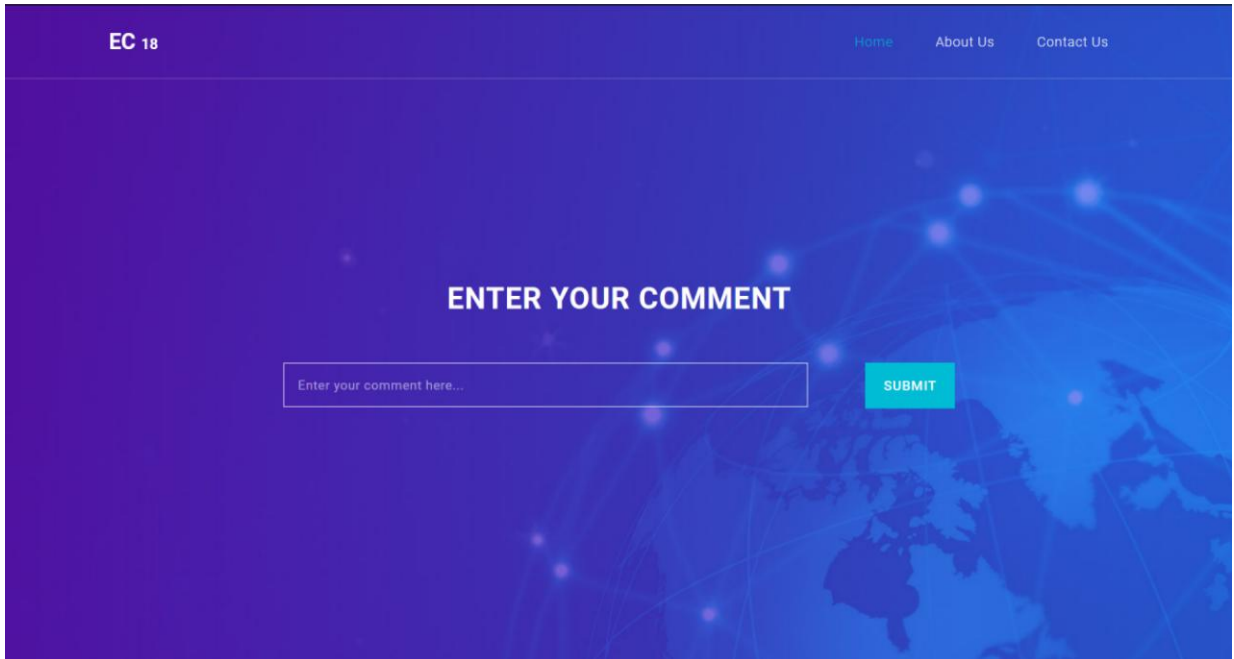 EC 18
Home About Us Contact Us
ENTER YOUR COMMENT
Enter your comment here...
SUBMIT